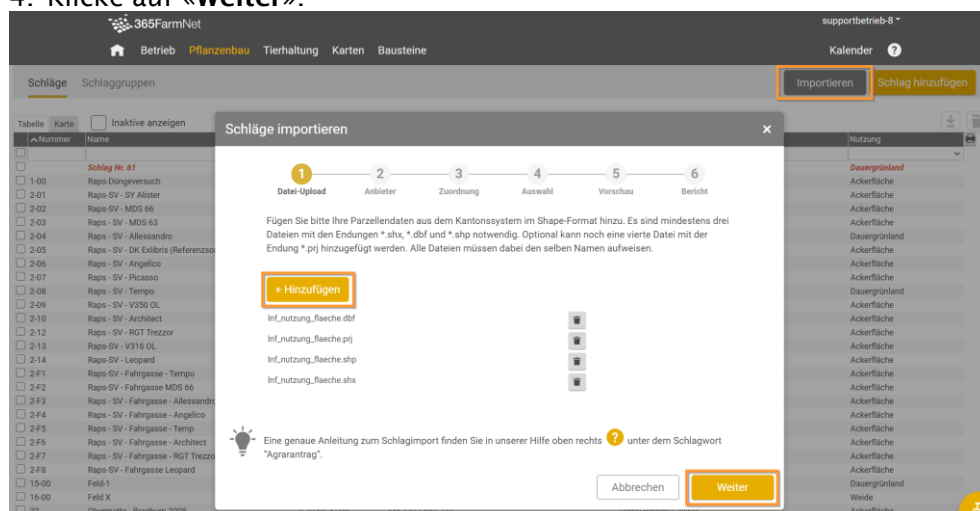 4. Klicke auf «Weiter».
365FarmNet
supportbetrieb-8
Betrieb Pflanzenbau Tierhaltung Karten Bausteine
Kalender ?
Schläge Schlaggruppen
Importieren Schlag hinzufügen
Tabelle Karte Inaktive anzeigen
Nummer Name Nutzung
Schlag Nr. 61 Dauergrünland
1-00 Raps-Düngeversuch Ackerfläche
2-01 Raps-SV - SY Alister Ackerfläche
2-02 Raps-SV - MDS 66 Ackerfläche
2-03 Raps - SV - MDS 63 Ackerfläche
2-04 Raps - SV - Allessandro Dauergrünland
2-05 Raps - SV - DK Exlibris (Referenzso Ackerfläche
2-06 Raps - SV - Angelico Ackerfläche
2-07 Raps - SV - Picasso Ackerfläche
2-08 Raps - SV - Tempo Dauergrünland
2-09 Raps - SV - V350 OL Ackerfläche
2-10 Raps - SV - Architect Ackerfläche
2-12 Raps - SV - RGT Trezzor Ackerfläche
2-13 Raps-SV - V316 OL Ackerfläche
2-14 Raps-SV - Leopard Ackerfläche
2-F1 Raps-SV - Fahrgasse - Tempo Ackerfläche
2-F2 Raps-SV - Fahrgasse MDS 66 Ackerfläche
2-F3 Raps - SV - Fahrgasse - Allessandro Ackerfläche
2-F4 Raps - SV - Fahrgasse - Angelico Ackerfläche
2-F5 Raps - SV - Fahrgasse - Temp Ackerfläche
2-F6 Raps - SV - Fahrgasse - Architect Ackerfläche
2-F7 Raps - SV - Fahrgasse - RGT Trezzo Ackerfläche
2-F8 Raps-SV - Fahrgasse Leopard Ackerfläche
15-00 Feld-1 Dauergrünland
16-00 Feld X Weide
Schläge importieren ×
1 2 3 4 5 6
Datei-Upload Anbieter Zuordnung Auswahl Vorschau Bericht
Fügen Sie bitte Ihre Parzellendaten aus dem Kantonssystem im Shape-Format hinzu. Es sind mindestens drei
Dateien mit den Endungen *.shx, *.dbf und *.shp notwendig. Optional kann noch eine vierte Datei mit der
Endung *.prj hinzugefügt werden. Alle Dateien müssen dabei den selben Namen aufweisen.
+ Hinzufügen
lnf_nutzung_flaeche.dbf
lnf_nutzung_flaeche.prj
lnf_nutzung_flaeche.shp
lnf_nutzung_flaeche.shx
Eine genaue Anleitung zum Schlagimport finden Sie in unserer Hilfe oben rechts ? unter dem Schlagwort
"Agrarantrag".
Abbrechen Weiter